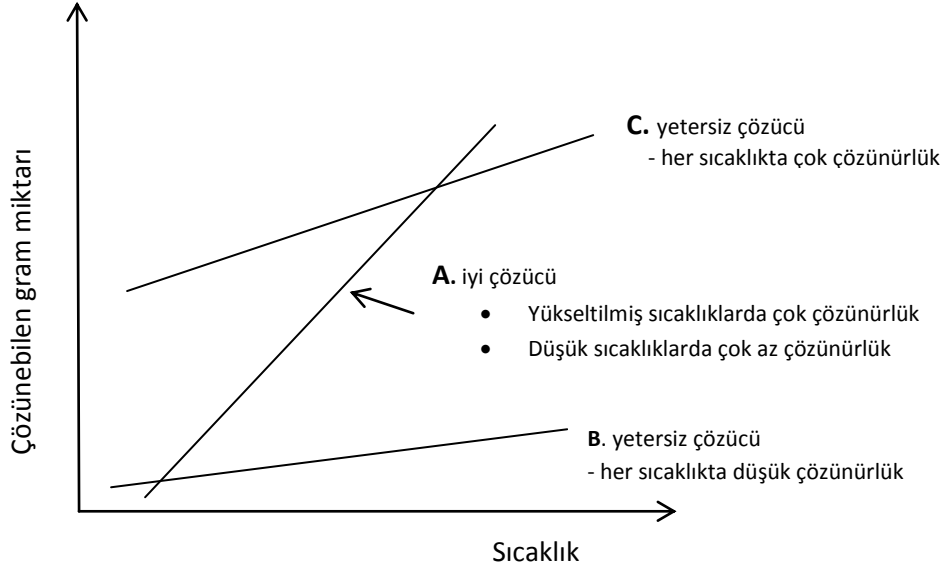 Çözünebilen gram miktarı
C. yetersiz çözücü
- her sıcaklıkta çok çözünürlük
A. iyi çözücü
• Yükseltilmiş sıcaklıklarda çok çözünürlük
• Düşük sıcaklıklarda çok az çözünürlük
B. yetersiz çözücü
- her sıcaklıkta düşük çözünürlük
Sıcaklık